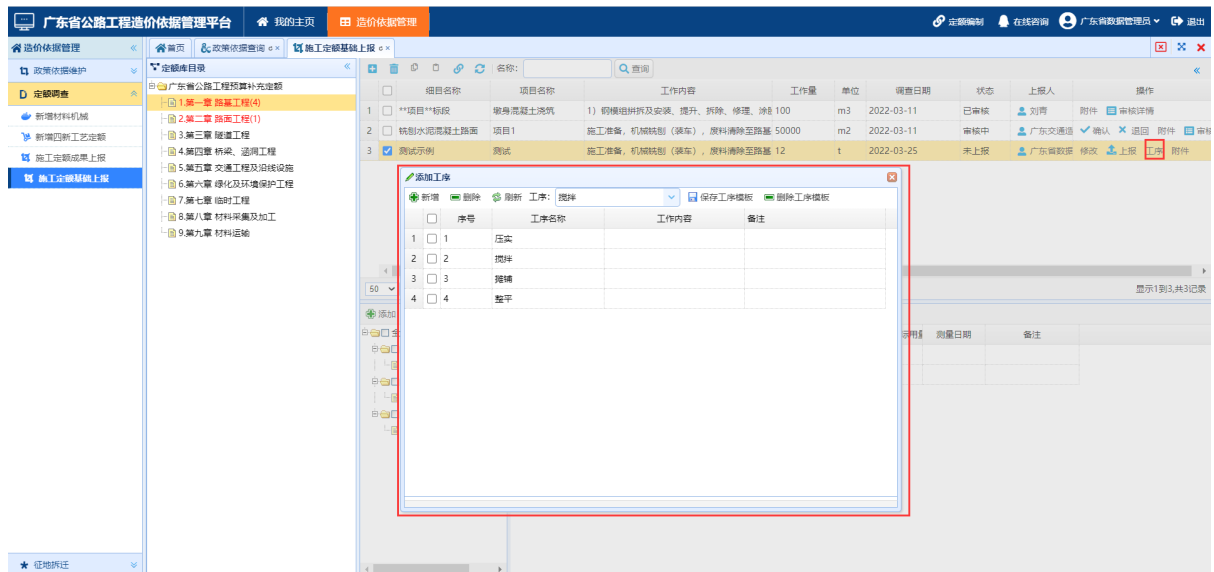 广东省公路工程造价依据管理平台 我的主页 造价依据管理 定额编制 在线咨询 广东省数据管理员 退出
造价依据管理 首页 政策依据查询 施工定额基础上报
政策依据维护
定额调查
新增材料机械
新增四新工艺定额
施工定额成果上报
施工定额基础上报
征地拆迁
定额库目录
广东省公路工程预算补充定额
1.第一章 路基工程(4)
2.第二章 路面工程(1)
3.第三章 隧道工程
4.第四章 桥梁、涵洞工程
5.第五章 交通工程及沿线设施
6.第六章 绿化及环境保护工程
7.第七章 临时工程
8.第八章 材料采集及加工
9.第九章 材料运输
名称: 查询
细目名称 项目名称 工作内容 工作量 单位 调查日期 状态 上报人 操作
1 **项目**标段 墩身混凝土浇筑 1）钢模组拼拆及安装、提升、拆除、修理、涂 100 m3 2022-03-11 已审核 刘青 附件 审核详情
2 铣刨水泥混凝土路面 项目1 施工准备，机械铣刨（装车），废料清除至路基 50000 m2 2022-03-11 审核中 广东交通造 确认 退回 附件 审核
3 测试示例 测试 施工准备，机械铣刨（装车），废料清除至路基 12 t 2022-03-25 未上报 广东省数据 修改 上报 工序 附件
添加工序
新增 删除 刷新 工序: 搅拌 保存工序模板 删除工序模板
序号 工序名称 工作内容 备注
1 1 压实
2 2 搅拌
3 3 摊铺
4 4 整平
50 显示1到3,共3记录
添加
全
用量 测量日期 备注